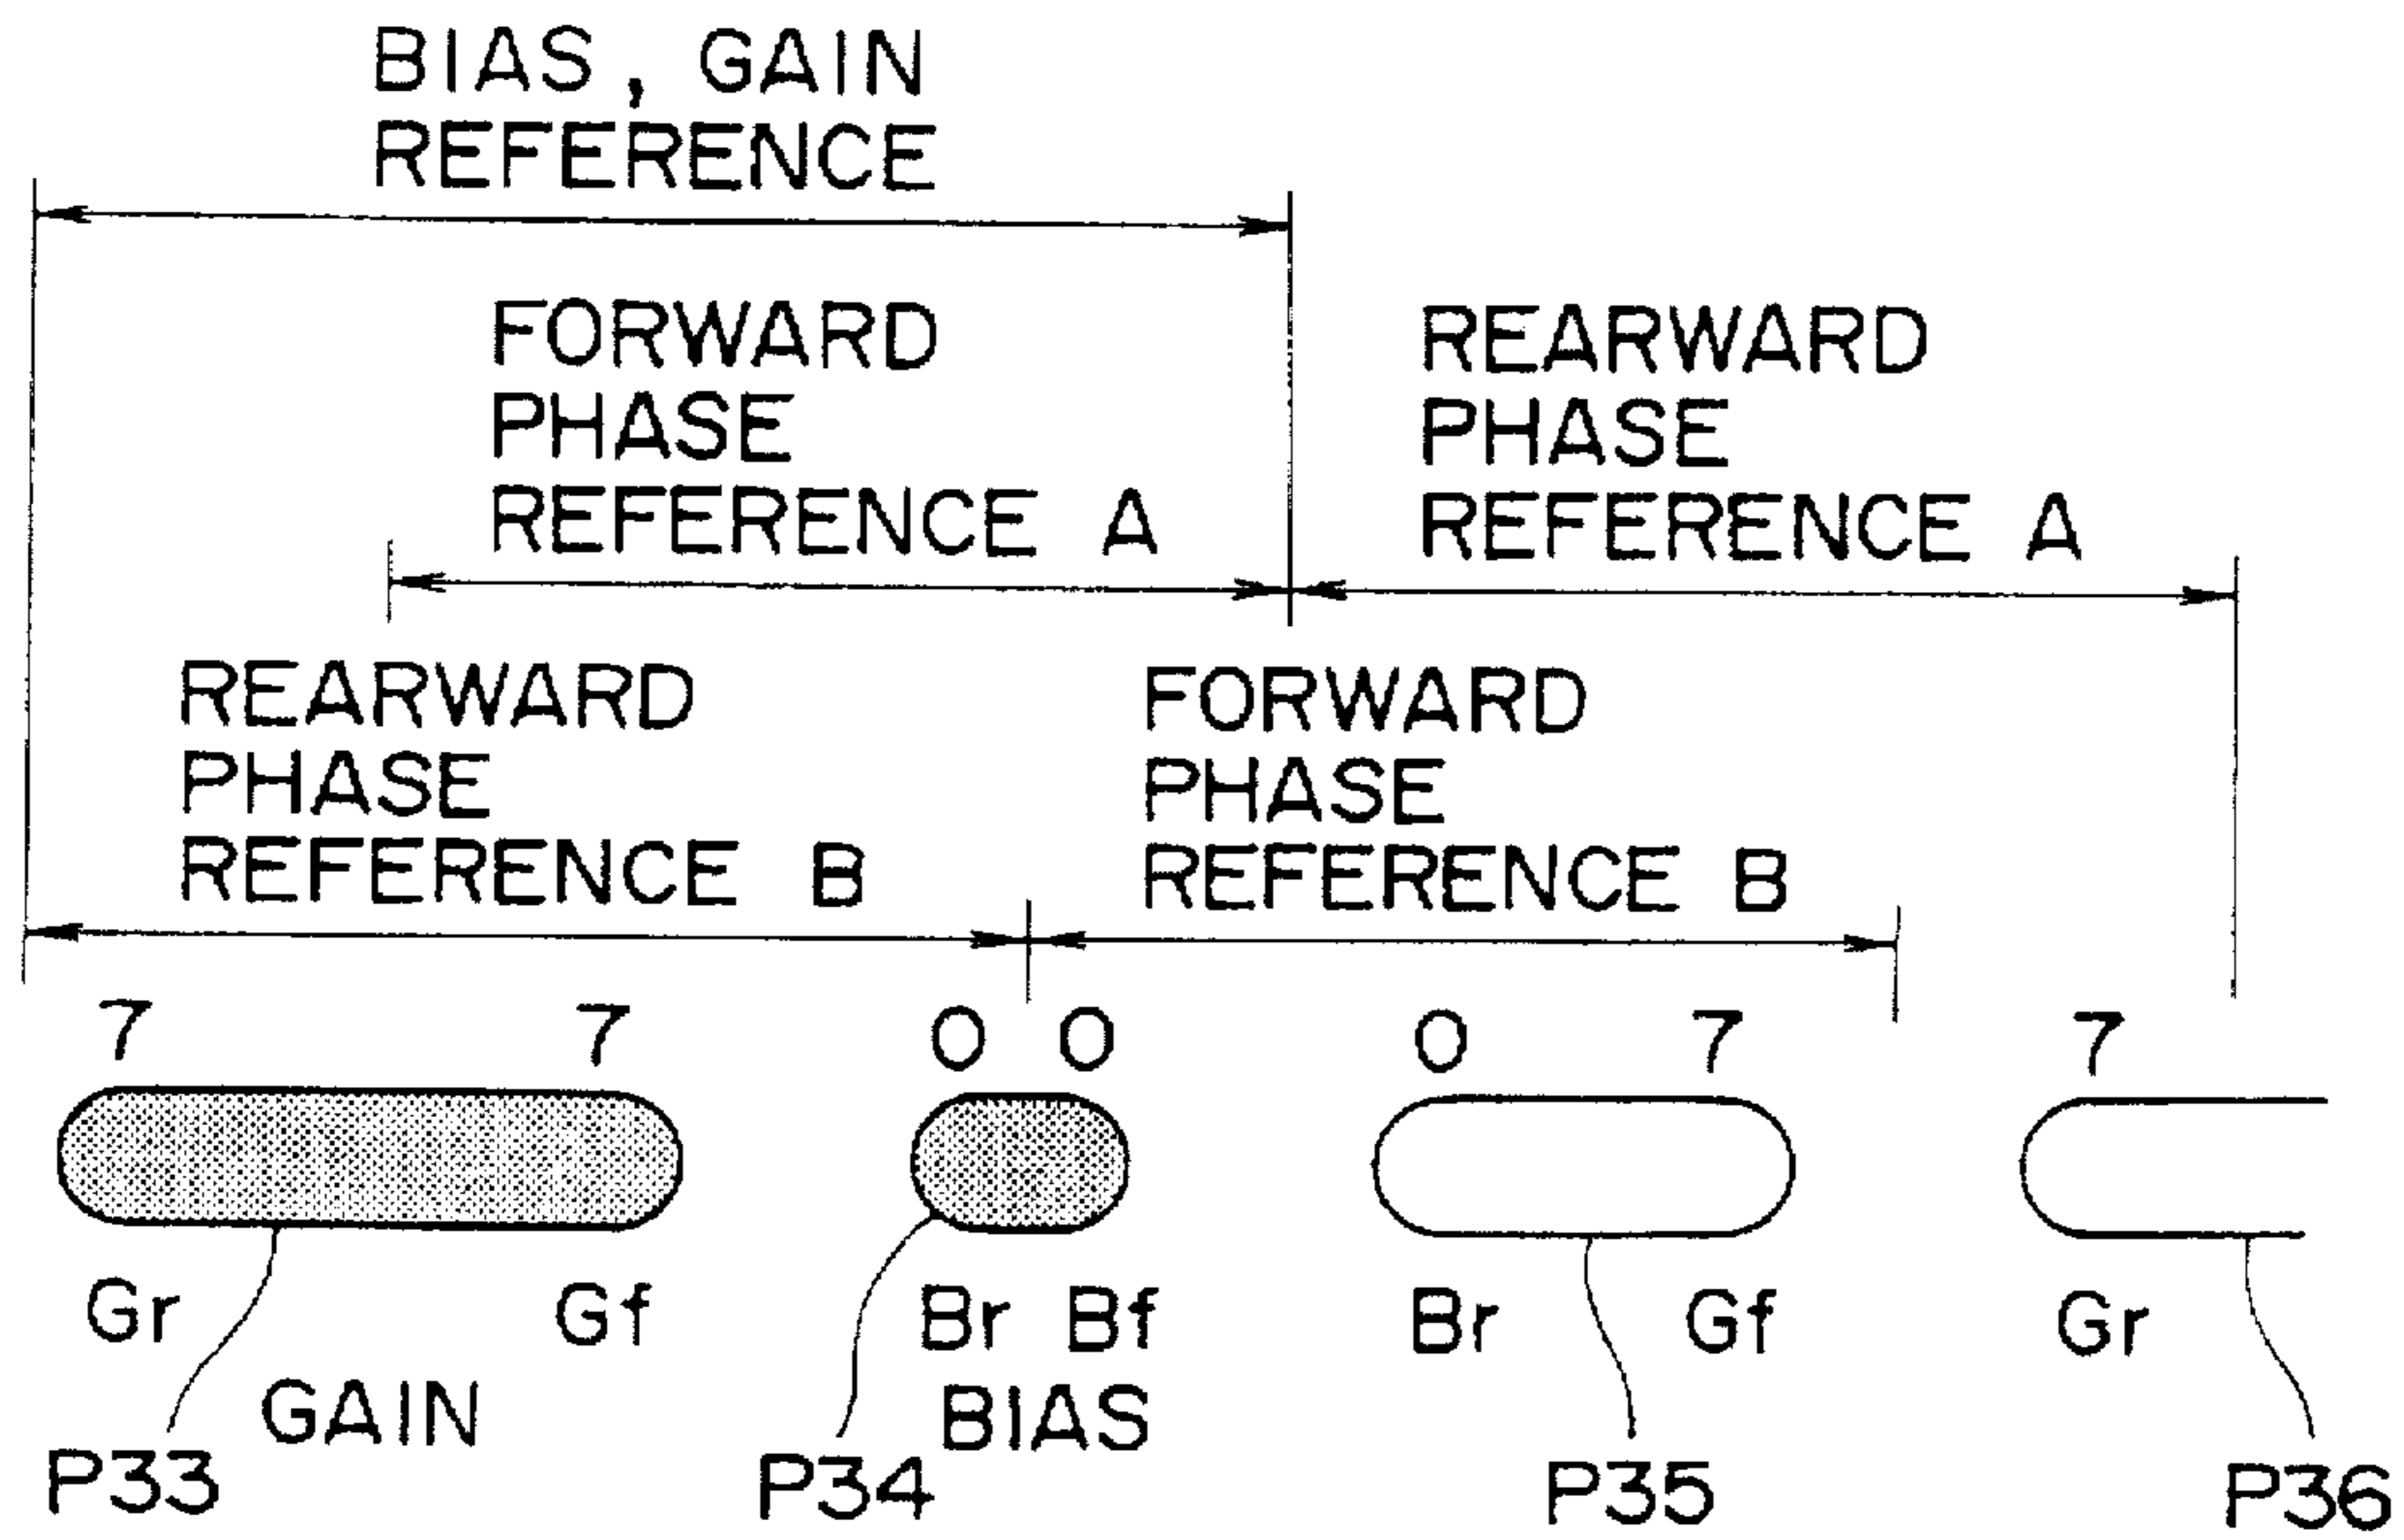 BIAS, GAIN
REFERENCE
FORWARD
PHASE
REFERENCE A
REARWARD
PHASE
REFERENCE A
REARWARD
PHASE
REFERENCE B
FORWARD
PHASE
REFERENCE B
7 7 0 0 0 7 7
Gr Gf Br Bf Br Gf Gr
GAIN BIAS
P33 P34 P35 P36